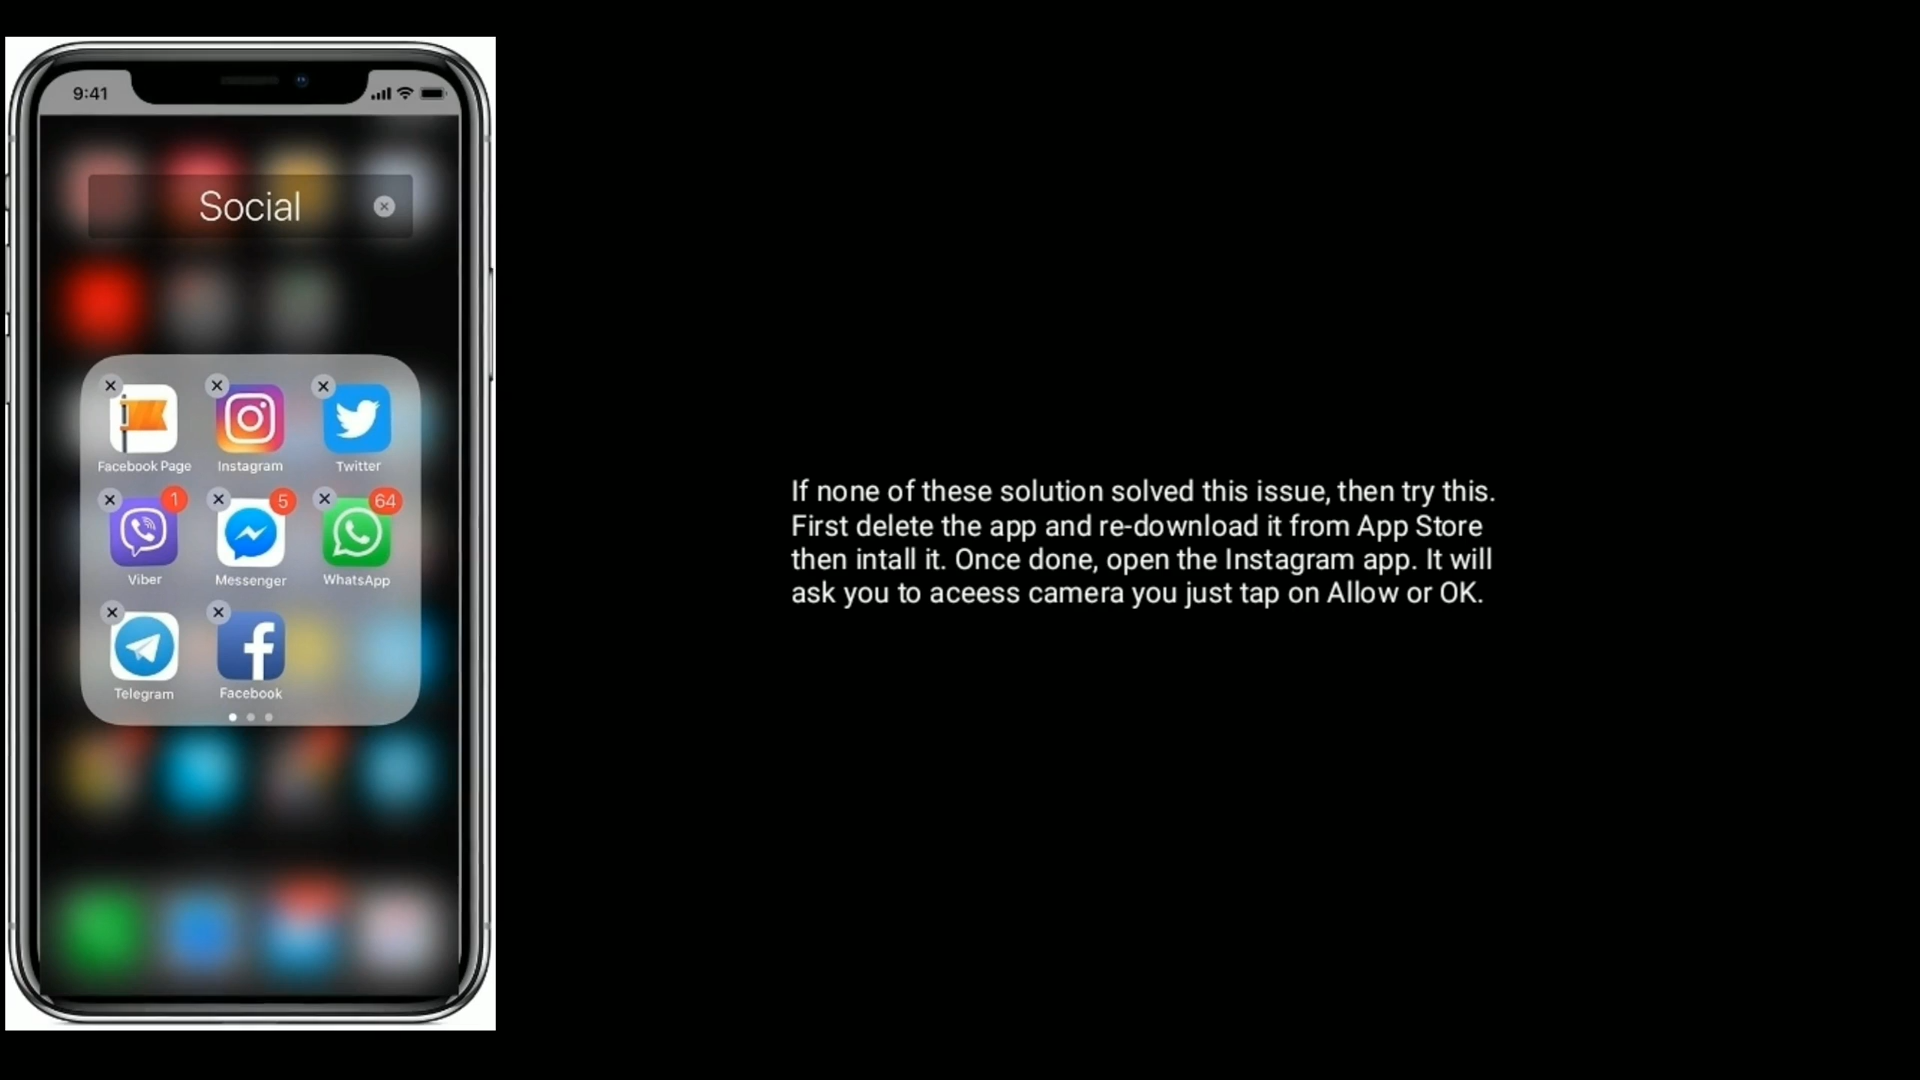 9:41
Social
Facebook Page Instagram Twitter
1 5 64
Viber Messenger WhatsApp
Telegram Facebook
If none of these solution solved this issue, then try this.
First delete the app and re-download it from App Store
then intall it. Once done, open the Instagram app. It will
ask you to aceess camera you just tap on Allow or OK.